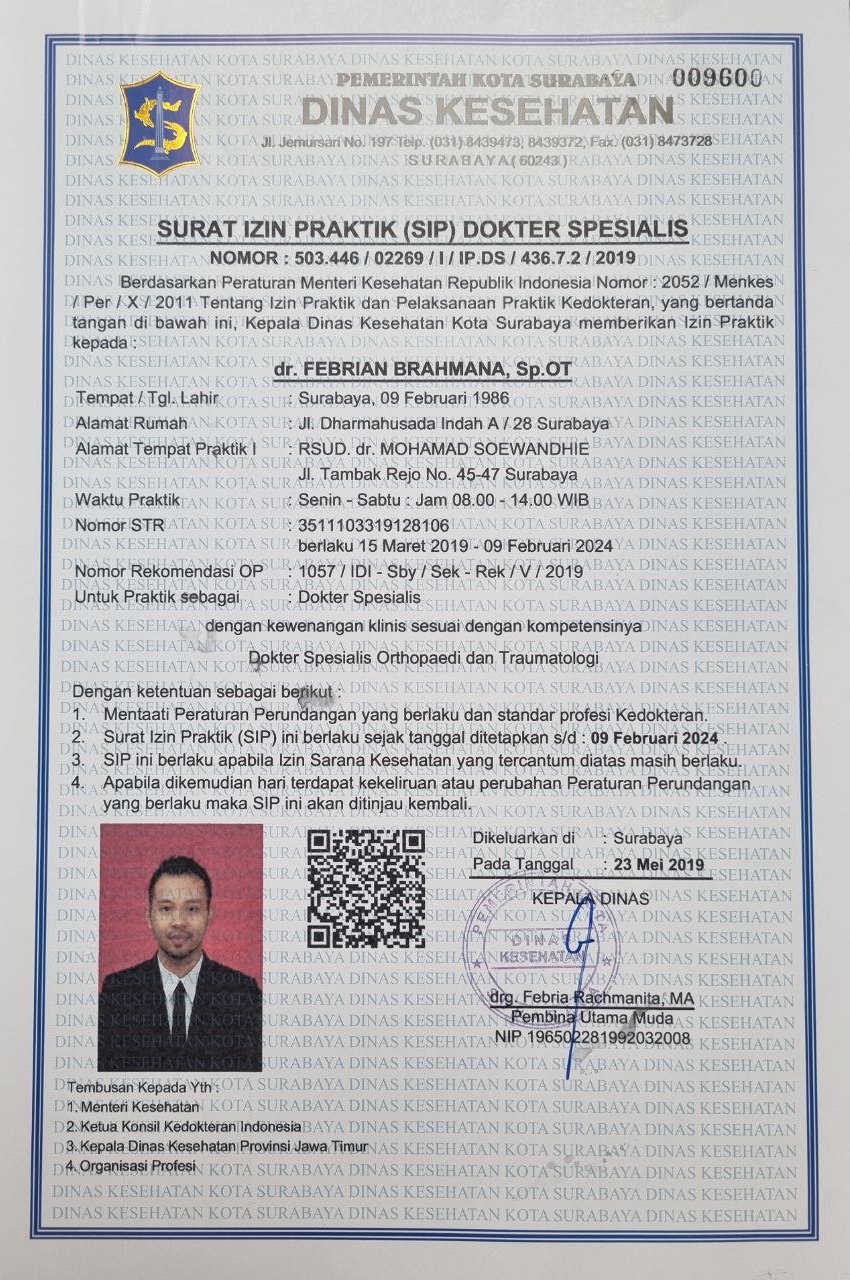 PEMERINTAH KOTA SURABAYA 009600
DINAS KESEHATAN
Jl. Jemursari No. 197 Telp. (031) 8439473, 8439372, Fax. (031) 8473728
SURABAYA (60243)
SURAT IZIN PRAKTIK (SIP) DOKTER SPESIALIS
NOMOR : 503.446 / 02269 / I / IP.DS / 436.7.2 / 2019
Berdasarkan Peraturan Menteri Kesehatan Republik Indonesia Nomor : 2052 / Menkes
/ Per / X / 2011 Tentang Izin Praktik dan Pelaksanaan Praktik Kedokteran, yang bertanda
tangan di bawah ini, Kepala Dinas Kesehatan Kota Surabaya memberikan Izin Praktik
kepada :
dr. FEBRIAN BRAHMANA, Sp.OT
Tempat / Tgl. Lahir : Surabaya, 09 Februari 1986
Alamat Rumah : Jl. Dharmahusada Indah A / 28 Surabaya
Alamat Tempat Praktik I : RSUD. dr. MOHAMAD SOEWANDHIE
Jl. Tambak Rejo No. 45-47 Surabaya
Waktu Praktik : Senin - Sabtu : Jam 08.00 - 14.00 WIB
Nomor STR : 3511103319128106
berlaku 15 Maret 2019 - 09 Februari 2024
Nomor Rekomendasi OP : 1057 / IDI - Sby / Sek - Rek / V / 2019
Untuk Praktik sebagai : Dokter Spesialis
dengan kewenangan klinis sesuai dengan kompetensinya
Dokter Spesialis Orthopaedi dan Traumatologi
Dengan ketentuan sebagai berikut :
1. Mentaati Peraturan Perundangan yang berlaku dan standar profesi Kedokteran.
2. Surat Izin Praktik (SIP) ini berlaku sejak tanggal ditetapkan s/d : 09 Februari 2024 .
3. SIP ini berlaku apabila Izin Sarana Kesehatan yang tercantum diatas masih berlaku.
4. Apabila dikemudian hari terdapat kekeliruan atau perubahan Peraturan Perundangan
yang berlaku maka SIP ini akan ditinjau kembali.
Dikeluarkan di : Surabaya
Pada Tanggal : 23 Mei 2019
KEPALA DINAS
DINAS
KESEHATAN
drg. Febria Rachmanita, MA
Pembina Utama Muda
NIP 196502281992032008
Tembusan Kepada Yth :
1. Menteri Kesehatan
2. Ketua Konsil Kedokteran Indonesia
3. Kepala Dinas Kesehatan Provinsi Jawa Timur
4. Organisasi Profesi